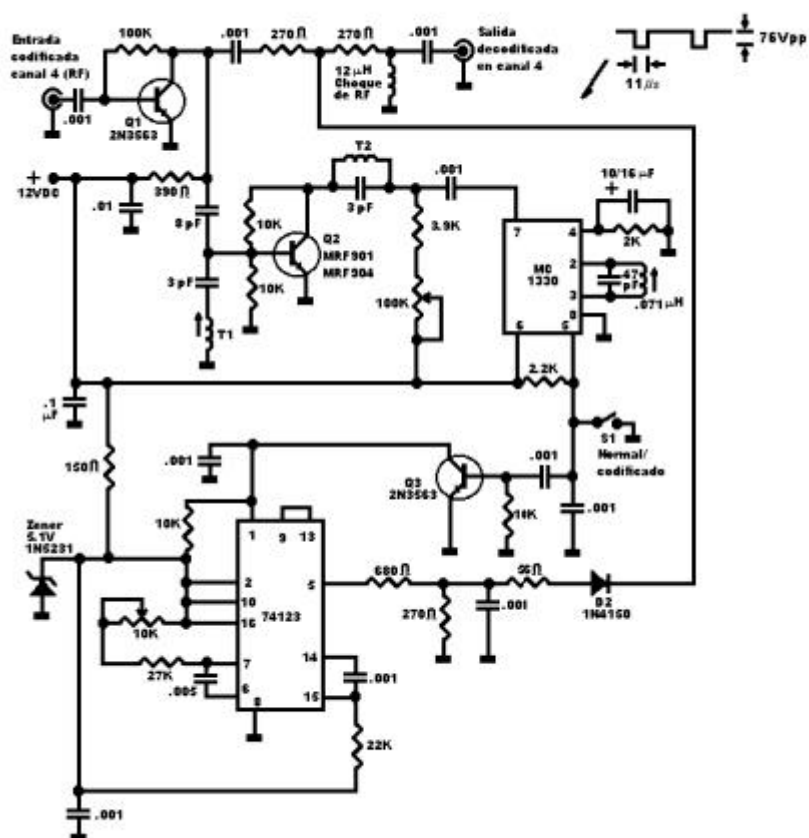 Entrada
codificada
canal 4 (RF)
100K
.001
270Ω
270Ω
.001
Salida
decodificada
en canal 4
75Vpp
11µs
12µH
Choque
de RF
.001
Q1
2N3563
+
12VDC
390Ω
.01
8pF
3pF
T1
10K
10K
T2
3pF
Q2
MRF901
MRF904
.001
3.9K
100K
7
4
MC
1330
2
3
8
6
5
10/16µF
+
2K
47
pF
.071µH
2.2K
.1
µF
150Ω
.001
Q3
2N3563
.001
10K
S1
Normal/
codificado
.001
Zener
5.1V
1N5231
10K
1
9
13
2
10
16
74123
5
7
6
8
14
15
10K
27K
.005
.001
22K
680Ω
270Ω
.001
56Ω
D2
1N4150
.001